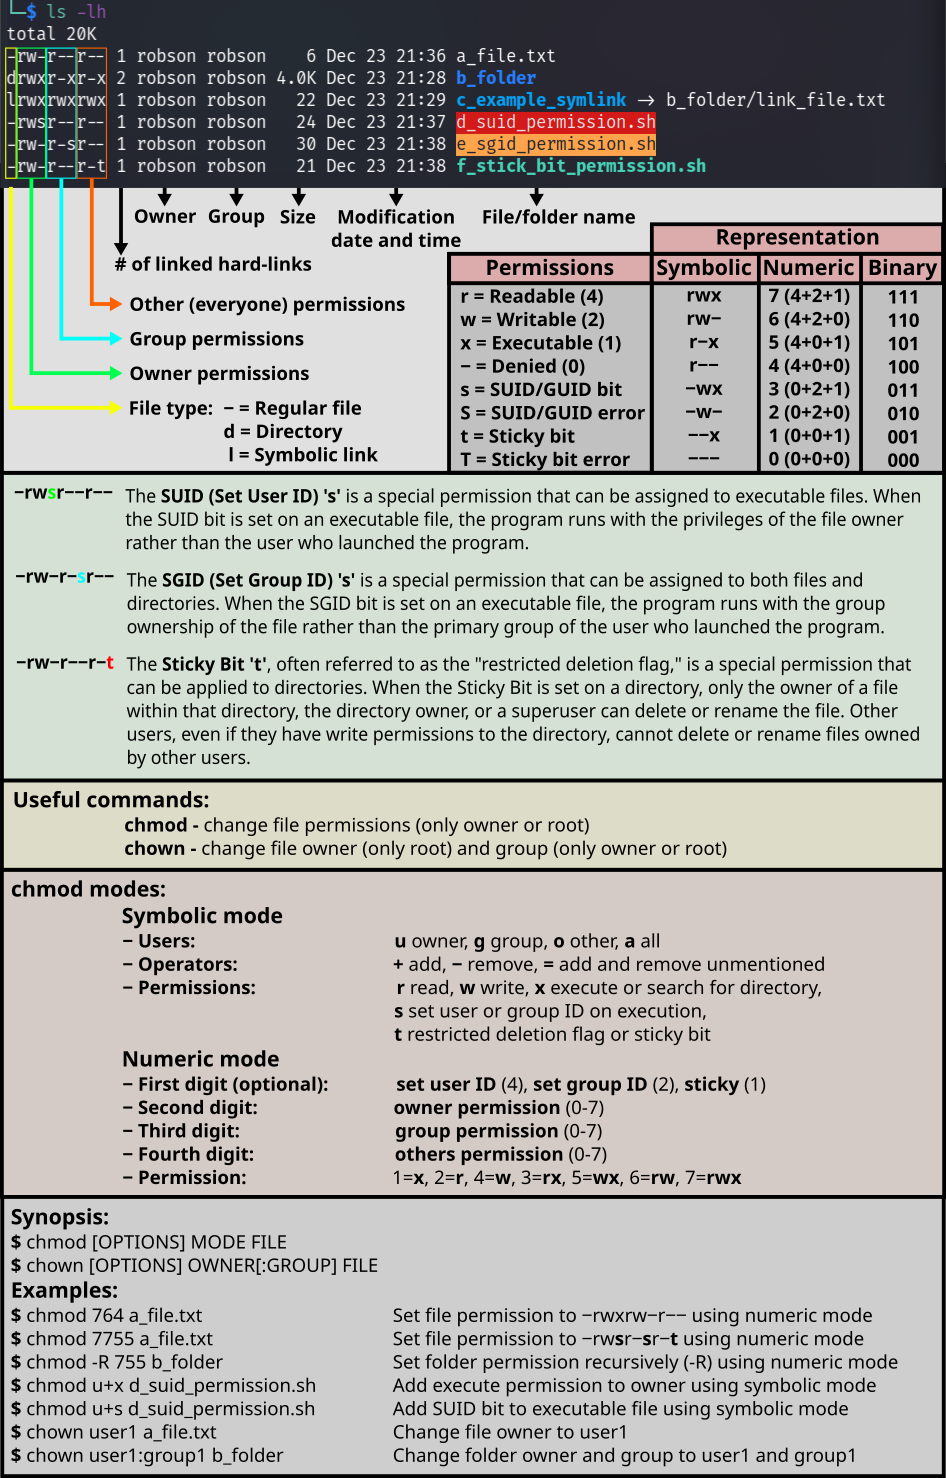 └─$ ls -lh
total 20K
-rw-r--r-- 1 robson robson 6 Dec 23 21:36 a_file.txt
drwxr-xr-x 2 robson robson 4.0K Dec 23 21:28 b_folder
lrwxrwxrwx 1 robson robson 22 Dec 23 21:29 c_example_symlink → b_folder/link_file.txt
-rwsr--r-- 1 robson robson 24 Dec 23 21:37 d_suid_permission.sh
-rw-r-sr-- 1 robson robson 30 Dec 23 21:38 e_sgid_permission.sh
-rw-r--r-t 1 robson robson 21 Dec 23 21:38 f_stick_bit_permission.sh
Owner Group Size Modification date and time File/folder name
# of linked hard-links
Other (everyone) permissions
Group permissions
Owner permissions
File type: − = Regular file
d = Directory
l = Symbolic link
Representation
Permissions Symbolic Numeric Binary
r = Readable (4) rwx 7 (4+2+1) 111
w = Writable (2) rw− 6 (4+2+0) 110
x = Executable (1) r−x 5 (4+0+1) 101
− = Denied (0) r−− 4 (4+0+0) 100
s = SUID/GUID bit −wx 3 (0+2+1) 011
S = SUID/GUID error −w− 2 (0+2+0) 010
t = Sticky bit −−x 1 (0+0+1) 001
T = Sticky bit error −−− 0 (0+0+0) 000
−rwsr−−r−− The SUID (Set User ID) 's' is a special permission that can be assigned to executable files. When
the SUID bit is set on an executable file, the program runs with the privileges of the file owner
rather than the user who launched the program.
−rw−r−sr−− The SGID (Set Group ID) 's' is a special permission that can be assigned to both files and
directories. When the SGID bit is set on an executable file, the program runs with the group
ownership of the file rather than the primary group of the user who launched the program.
−rw−r−−r−t The Sticky Bit 't', often referred to as the "restricted deletion flag," is a special permission that
can be applied to directories. When the Sticky Bit is set on a directory, only the owner of a file
within that directory, the directory owner, or a superuser can delete or rename the file. Other
users, even if they have write permissions to the directory, cannot delete or rename files owned
by other users.
Useful commands:
chmod - change file permissions (only owner or root)
chown - change file owner (only root) and group (only owner or root)
chmod modes:
Symbolic mode
− Users: u owner, g group, o other, a all
− Operators: + add, − remove, = add and remove unmentioned
− Permissions: r read, w write, x execute or search for directory,
s set user or group ID on execution,
t restricted deletion flag or sticky bit
Numeric mode
− First digit (optional): set user ID (4), set group ID (2), sticky (1)
− Second digit: owner permission (0-7)
− Third digit: group permission (0-7)
− Fourth digit: others permission (0-7)
− Permission: 1=x, 2=r, 4=w, 3=rx, 5=wx, 6=rw, 7=rwx
Synopsis:
$ chmod [OPTIONS] MODE FILE
$ chown [OPTIONS] OWNER[:GROUP] FILE
Examples:
$ chmod 764 a_file.txt Set file permission to −rwxrw−r−− using numeric mode
$ chmod 7755 a_file.txt Set file permission to −rwsr−sr−t using numeric mode
$ chmod -R 755 b_folder Set folder permission recursively (-R) using numeric mode
$ chmod u+x d_suid_permission.sh Add execute permission to owner using symbolic mode
$ chmod u+s d_suid_permission.sh Add SUID bit to executable file using symbolic mode
$ chown user1 a_file.txt Change file owner to user1
$ chown user1:group1 b_folder Change folder owner and group to user1 and group1